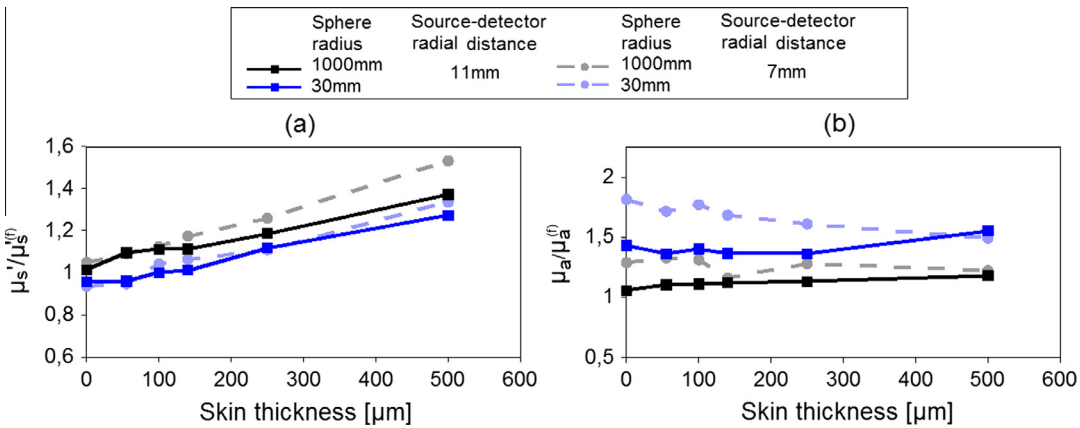 Sphere radius Source-detector radial distance Sphere radius Source-detector radial distance
1000mm 11mm 1000mm 7mm
30mm 30mm
(a) (b)
μs'/μ's(f)
1,6
1,4
1,2
1
0,8
0,6
0 100 200 300 400 500 600
Skin thickness [μm]
μa/μa(f)
2
1,5
1
0,5
0 100 200 300 400 500 600
Skin thickness [μm]